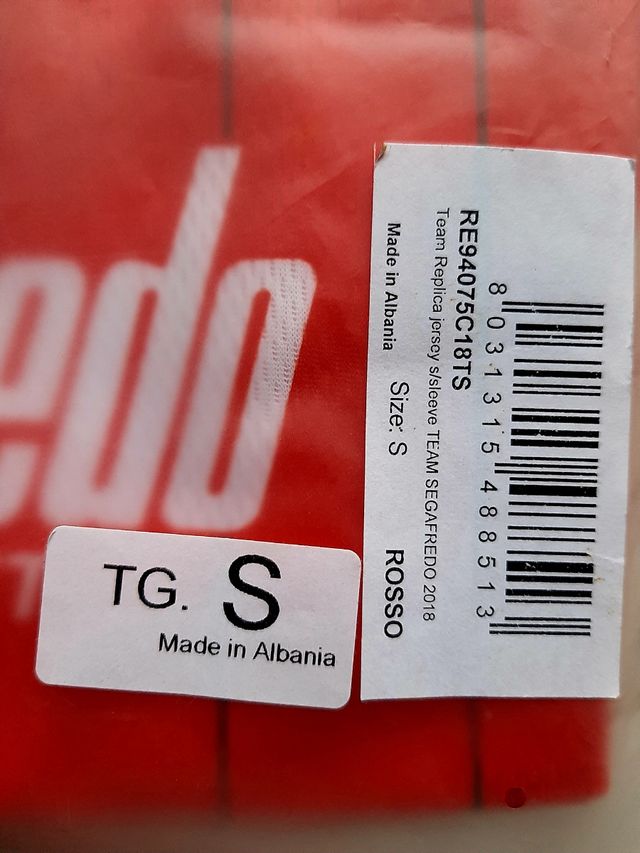 edo
TG. S
Made in Albania
8 031315 488513
RE94075C18TS
Team Replica jersey s/sleeve TEAM SEGAFREDO 2018
Made in Albania Size: S ROSSO